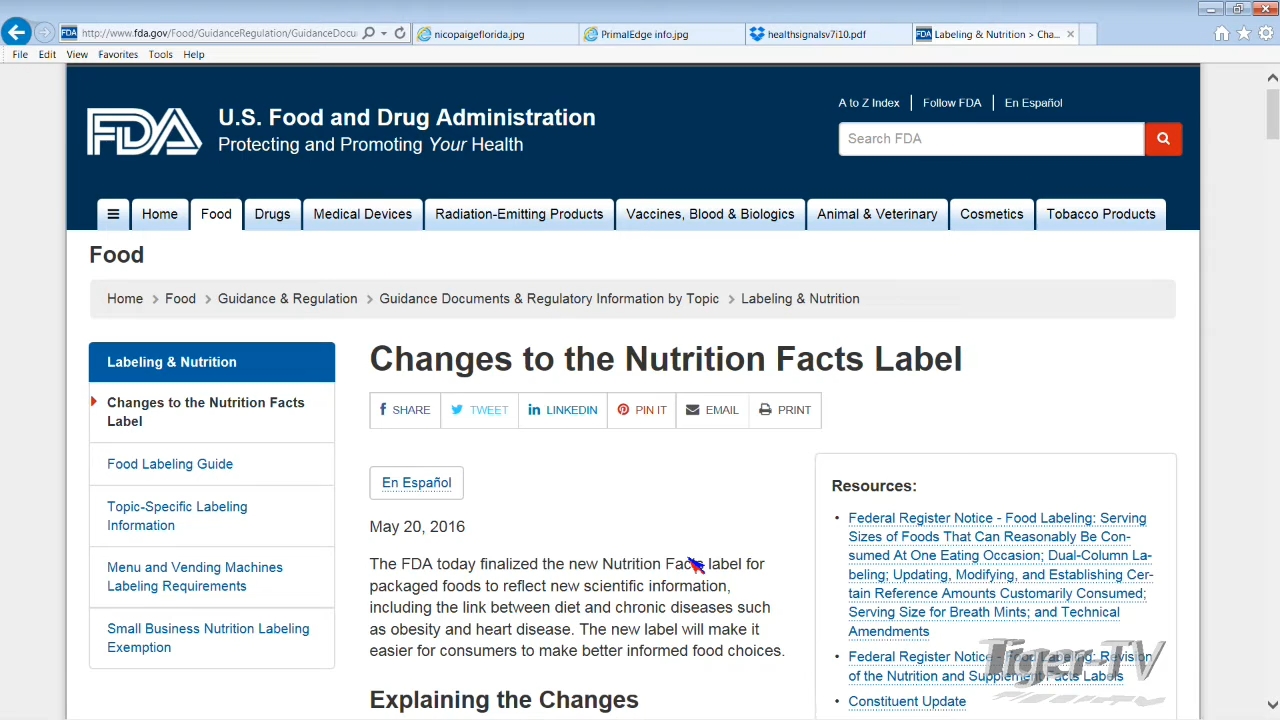 http://www.fda.gov/Food/GuidanceRegulation/GuidanceDocu
nicopaigeflorida.jpg
PrimalEdge info.jpg
healthsignalsv7i10.pdf
FDA Labeling & Nutrition > Cha...
File Edit View Favorites Tools Help
FDA
U.S. Food and Drug Administration
Protecting and Promoting Your Health
A to Z Index
Follow FDA
En Español
Search FDA
Home
Food
Drugs
Medical Devices
Radiation-Emitting Products
Vaccines, Blood & Biologics
Animal & Veterinary
Cosmetics
Tobacco Products
Food
Home > Food > Guidance & Regulation > Guidance Documents & Regulatory Information by Topic > Labeling & Nutrition
Labeling & Nutrition
Changes to the Nutrition Facts
Label
Food Labeling Guide
Topic-Specific Labeling
Information
Menu and Vending Machines
Labeling Requirements
Small Business Nutrition Labeling
Exemption
Changes to the Nutrition Facts Label
SHARE TWEET LINKEDIN PIN IT EMAIL PRINT
En Español
May 20, 2016
The FDA today finalized the new Nutrition Facts label for
packaged foods to reflect new scientific information,
including the link between diet and chronic diseases such
as obesity and heart disease. The new label will make it
easier for consumers to make better informed food choices.
Explaining the Changes
Resources:
• Federal Register Notice - Food Labeling: Serving
Sizes of Foods That Can Reasonably Be Con-
sumed At One Eating Occasion; Dual-Column La-
beling; Updating, Modifying, and Establishing Cer-
tain Reference Amounts Customarily Consumed;
Serving Size for Breath Mints; and Technical
Amendments
• Federal Register Notice - Food Labeling: Revision
of the Nutrition and Supplement Facts Labels
• Constituent Update
Tiger-TV